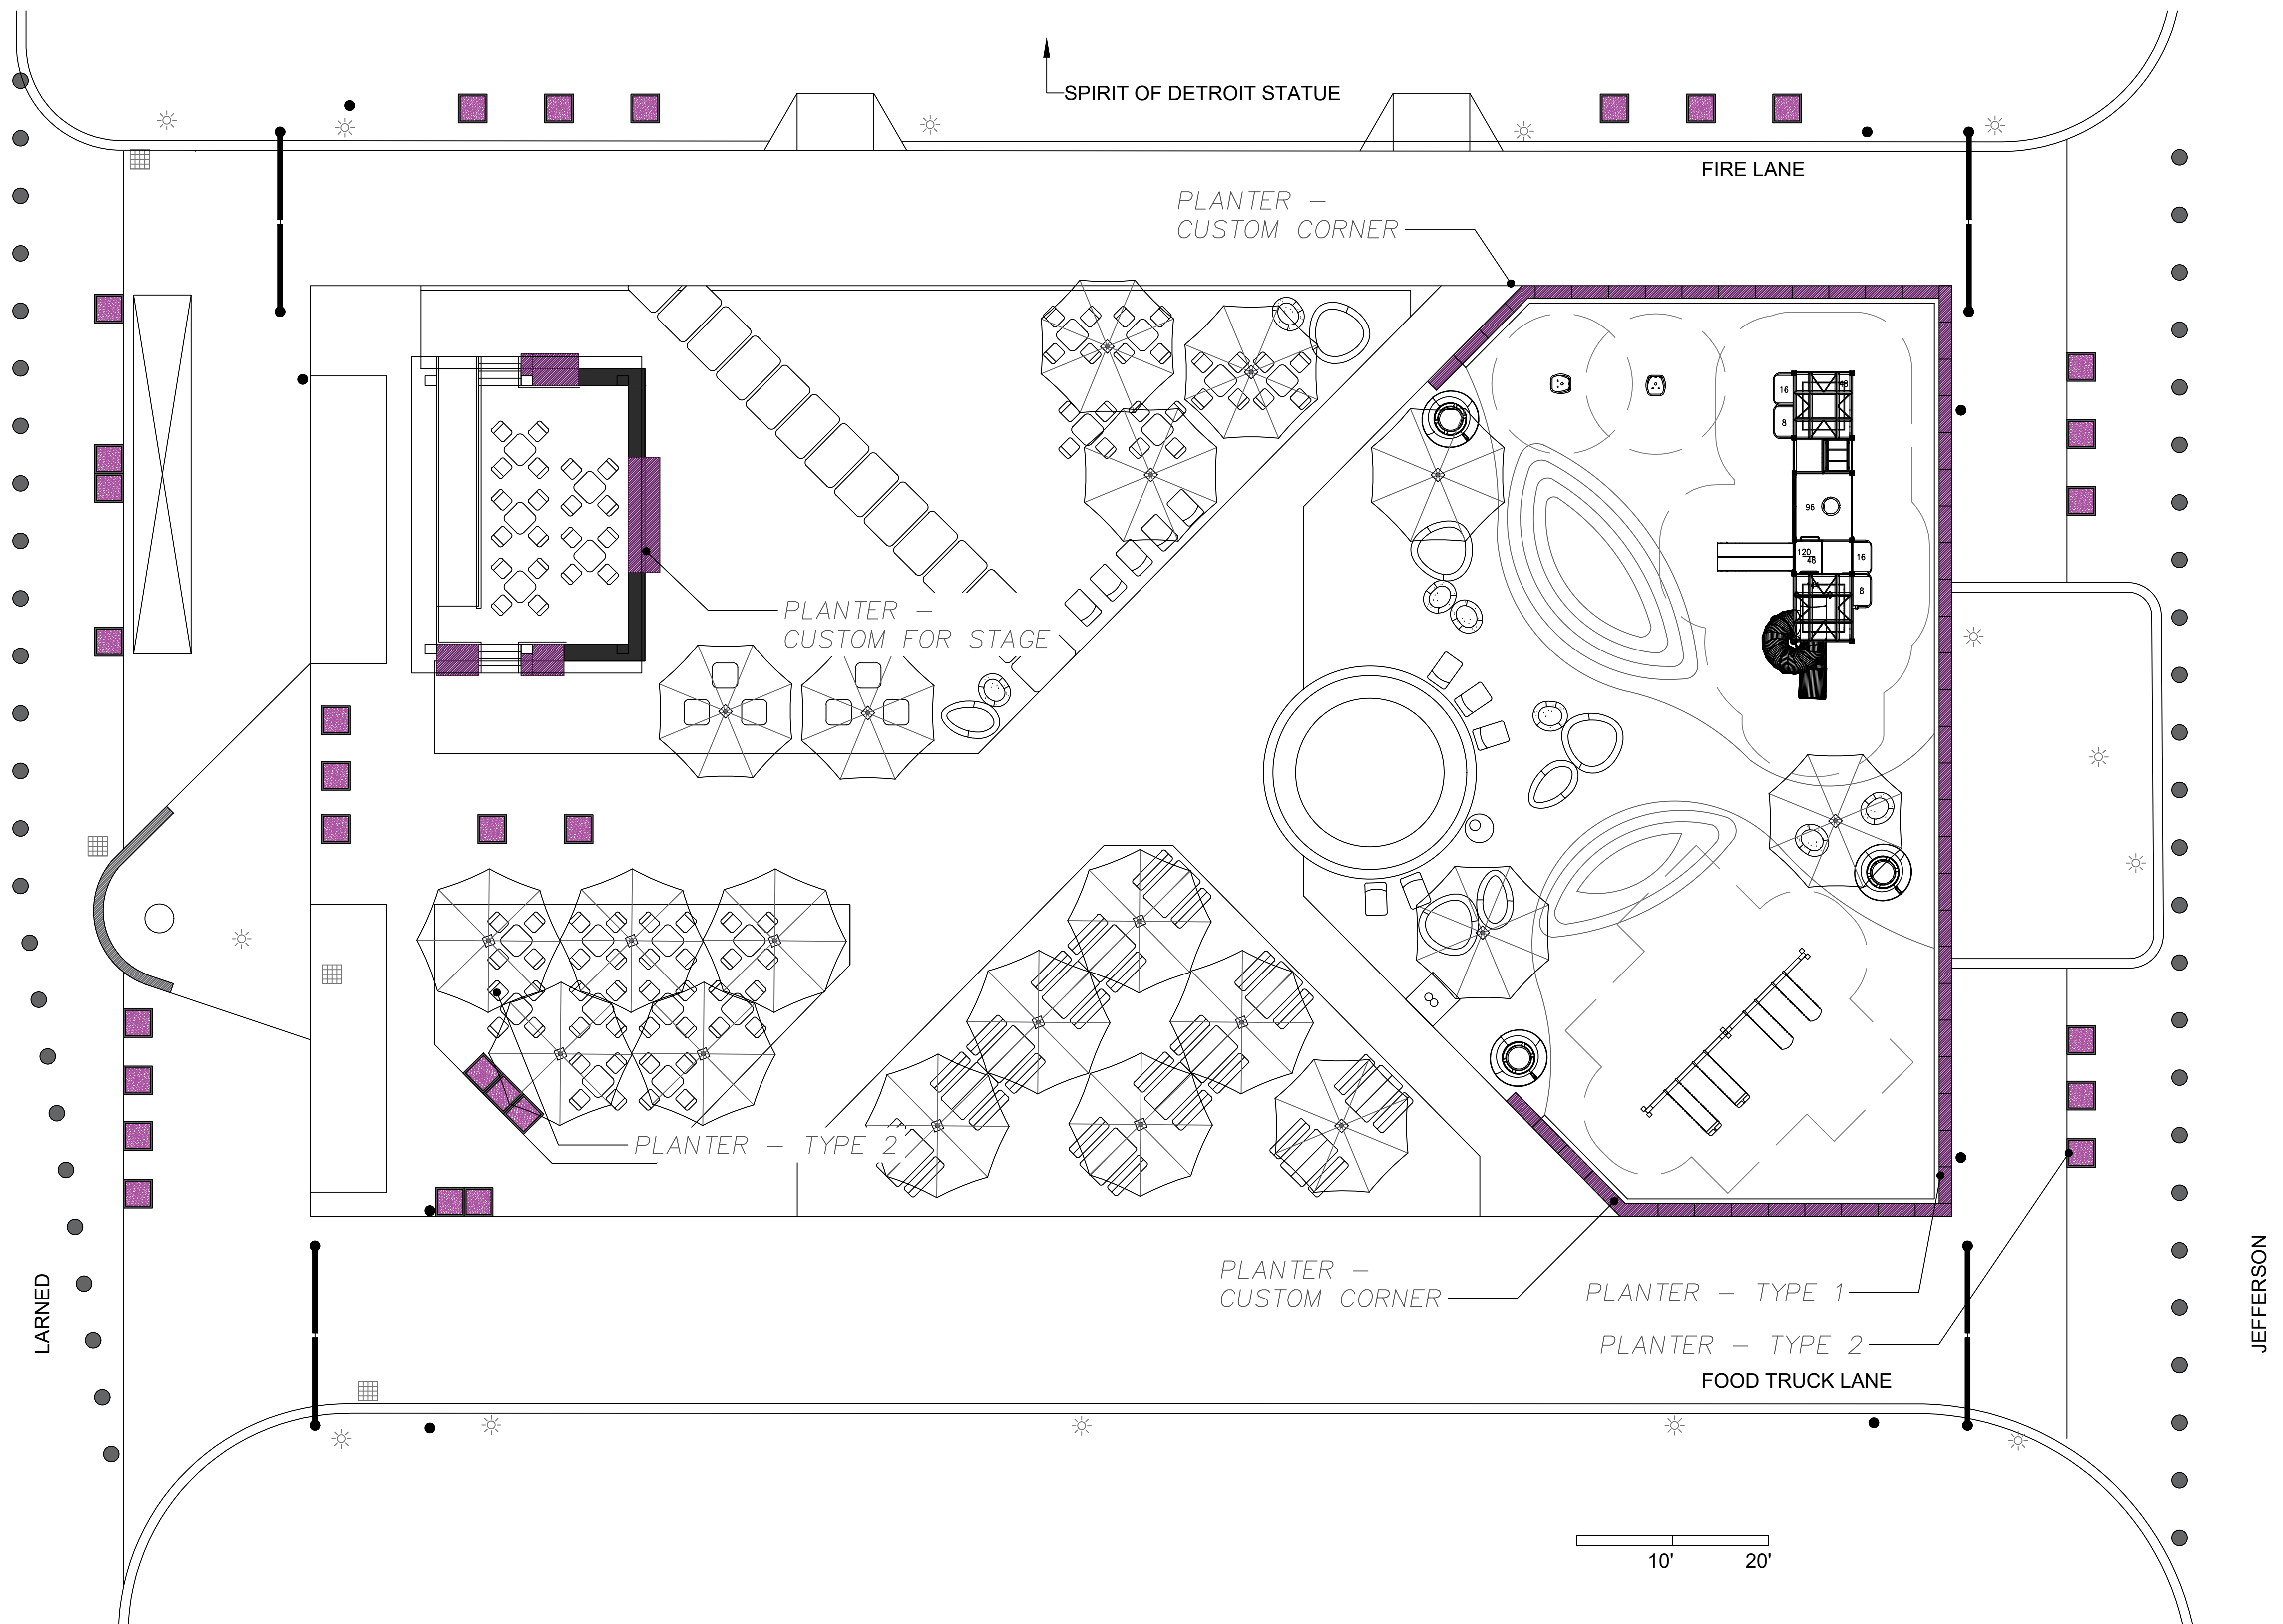 SPIRIT OF DETROIT STATUE
FIRE LANE
PLANTER –
CUSTOM CORNER
16
48
8
96
120
48
16
8
PLANTER –
CUSTOM FOR STAGE
PLANTER – TYPE 2
PLANTER –
CUSTOM CORNER
PLANTER – TYPE 1
PLANTER – TYPE 2
FOOD TRUCK LANE
LARNED
JEFFERSON
10'
20'